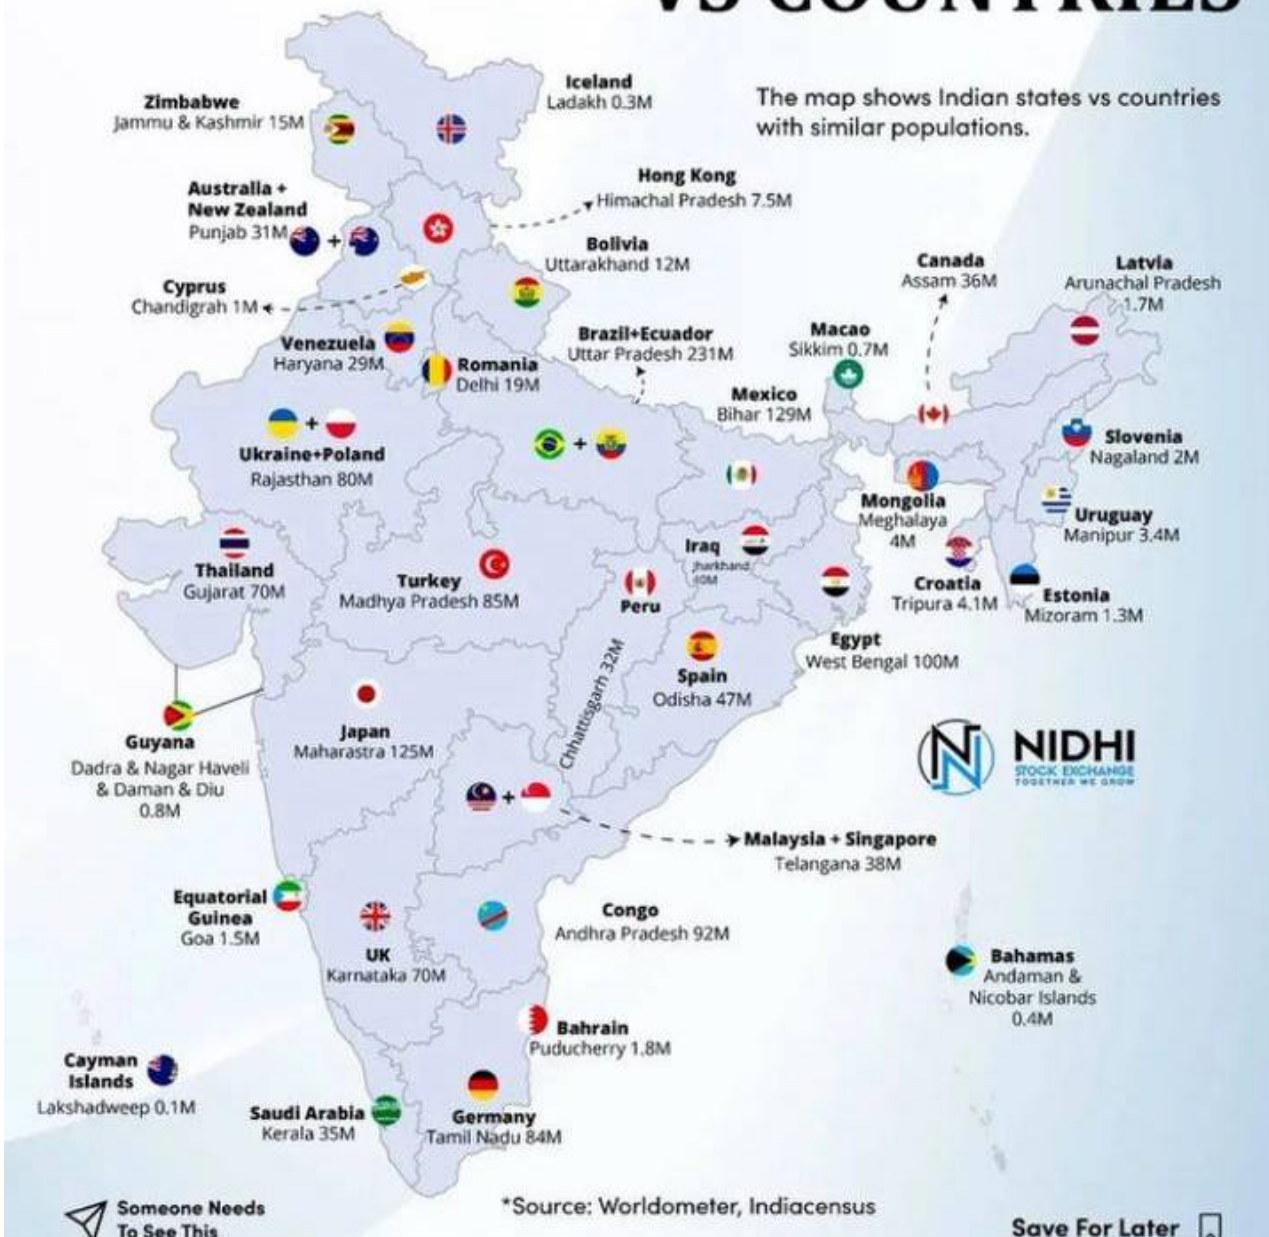 VS COUNTRIES
The map shows Indian states vs countries
with similar populations.
Iceland
Ladakh 0.3M
Zimbabwe
Jammu & Kashmir 15M
Hong Kong
Himachal Pradesh 7.5M
Australia +
New Zealand
Punjab 31M
+
Bolivia
Uttarakhand 12M
Canada
Assam 36M
Latvia
Arunachal Pradesh
1.7M
Cyprus
Chandigrah 1M
Venezuela
Haryana 29M
Romania
Delhi 19M
Brazil+Ecuador
Uttar Pradesh 231M
+
Macao
Sikkim 0.7M
Mexico
Bihar 129M
+
Ukraine+Poland
Rajasthan 80M
Slovenia
Nagaland 2M
Mongolia
Meghalaya
4M
Uruguay
Manipur 3.4M
Iraq
Jharkhand
40M
Thailand
Gujarat 70M
Turkey
Madhya Pradesh 85M
Peru
Chhattisgarh 32M
Croatia
Tripura 4.1M
Estonia
Mizoram 1.3M
Egypt
West Bengal 100M
Spain
Odisha 47M
Guyana
Dadra & Nagar Haveli
& Daman & Diu
0.8M
Japan
Maharastra 125M
NIDHI
STOCK EXCHANGE
TOGETHER WE GROW
+
Malaysia + Singapore
Telangana 38M
Equatorial
Guinea
Goa 1.5M
UK
Karnataka 70M
Congo
Andhra Pradesh 92M
Bahamas
Andaman &
Nicobar Islands
0.4M
Bahrain
Puducherry 1.8M
Cayman
Islands
Lakshadweep 0.1M
Saudi Arabia
Kerala 35M
Germany
Tamil Nadu 84M
Someone Needs
To See This
*Source: Worldometer, Indiacensus
Save For Later